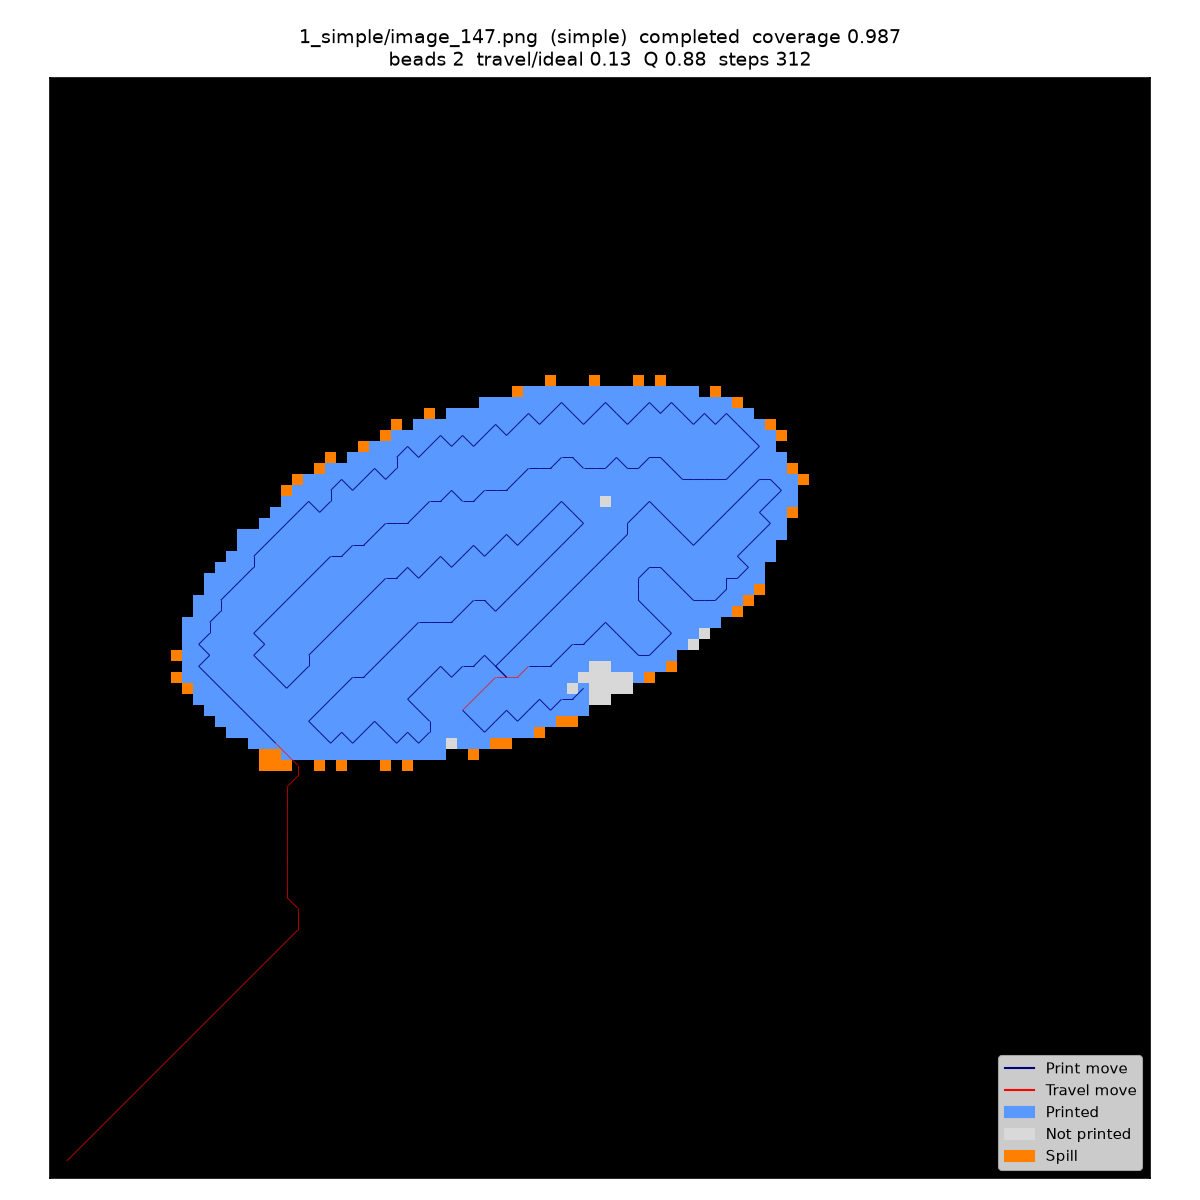 1_simple/image_147.png  (simple)  completed  coverage 0.987
beads 2  travel/ideal 0.13  Q 0.88  steps 312
Print move
Travel move
Printed
Not printed
Spill